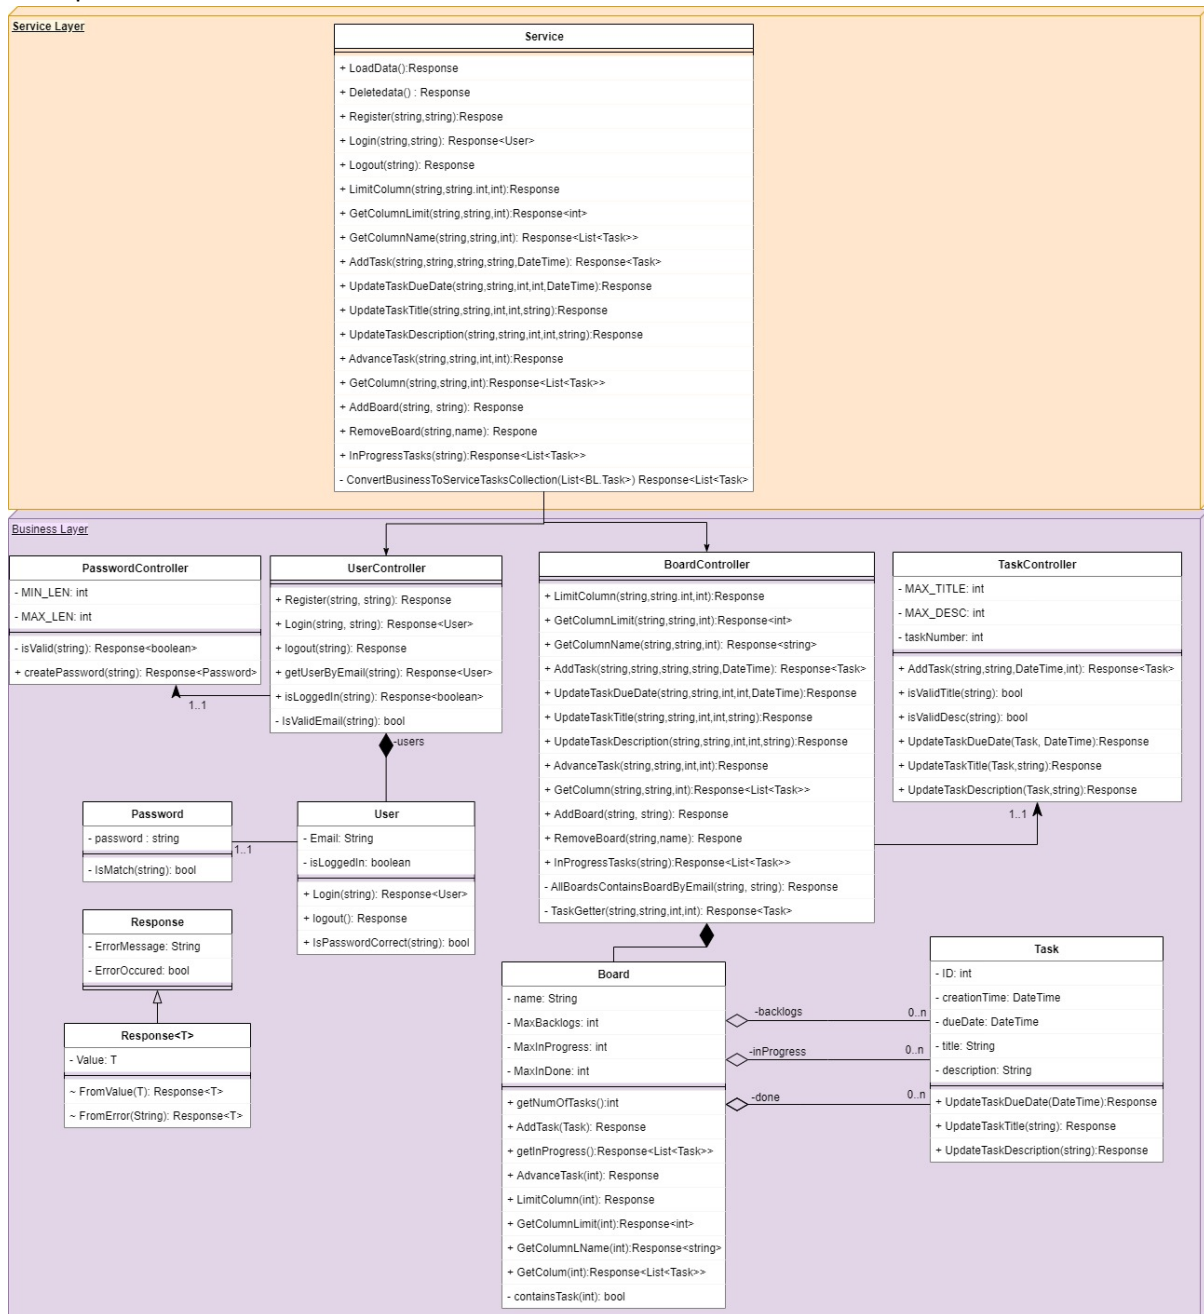 Service Layer
Service
+ LoadData():Response
+ Deletedata() : Response
+ Register(string,string):Respose
+ Login(string,string): Response<User>
+ Logout(string): Response
+ LimitColumn(string,string.int,int):Response
+ GetColumnLimit(string,string,int):Response<int>
+ GetColumnName(string,string,int): Response<List<Task>>
+ AddTask(string,string,string,string,DateTime): Response<Task>
+ UpdateTaskDueDate(string,string,int,int,DateTime):Response
+ UpdateTaskTitle(string,string,int,int,string):Response
+ UpdateTaskDescription(string,string,int,int,string):Response
+ AdvanceTask(string,string,int,int):Response
+ GetColumn(string,string,int):Response<List<Task>>
+ AddBoard(string, string): Response
+ RemoveBoard(string,name): Respone
+ InProgressTasks(string):Response<List<Task>>
- ConvertBusinessToServiceTasksCollection(List<BL.Task>) Response<List<Task>
Business Layer
PasswordController
- MIN_LEN: int
- MAX_LEN: int
- isValid(string): Response<boolean>
+ createPassword(string): Response<Password>
1..1
UserController
+ Register(string, string): Response
+ Login(string, string): Response<User>
+ logout(string): Response
+ getUserByEmail(string): Response<User>
+ isLoggedIn(string): Response<boolean>
- IsValidEmail(string): bool
-users
BoardController
+ LimitColumn(string,string.int,int):Response
+ GetColumnLimit(string,string,int):Response<int>
+ GetColumnName(string,string,int): Response<string>
+ AddTask(string,string,string,string,DateTime): Response<Task>
+ UpdateTaskDueDate(string,string,int,int,DateTime):Response
+ UpdateTaskTitle(string,string,int,int,string):Response
+ UpdateTaskDescription(string,string,int,int,string):Response
+ AdvanceTask(string,string,int,int):Response
+ GetColumn(string,string,int):Response<List<Task>>
+ AddBoard(string, string): Response
+ RemoveBoard(string,name): Respone
+ InProgressTasks(string):Response<List<Task>>
- AllBoardsContainsBoardByEmail(string, string): Response
- TaskGetter(string,string,int,int): Response<Task>
TaskController
- MAX_TITLE: int
- MAX_DESC: int
- taskNumber: int
+ AddTask(string,string,DateTime,int): Response<Task>
+ isValidTitle(string): bool
+ isValidDesc(string): bool
+ UpdateTaskDueDate(Task, DateTime):Response
+ UpdateTaskTitle(Task,string):Response
+ UpdateTaskDescription(Task,string):Response
1..1
Password
- password : string
- IsMatch(string): bool
1..1
User
- Email: String
- isLoggedIn: boolean
+ Login(string): Response<User>
+ logout(): Response
+ IsPasswordCorrect(string): bool
Response
- ErrorMessage: String
- ErrorOccured: bool
Response<T>
- Value: T
~ FromValue(T): Response<T>
~ FromError(String): Response<T>
Board
- name: String
- MaxBacklogs: int
- MaxInProgress: int
- MaxInDone: int
+ getNumOfTasks():int
+ AddTask(Task): Response
+ getInProgress():Response<List<Task>>
+ AdvanceTask(int): Response
+ LimitColumn(int): Response
+ GetColumnLimit(int):Response<int>
+ GetColumnLName(int):Response<string>
+ GetColum(int):Response<List<Task>>
- containsTask(int): bool
-backlogs
0..n
-inProgress
0..n
-done
0..n
Task
- ID: int
- creationTime: DateTime
- dueDate: DateTime
- title: String
- description: String
+ UpdateTaskDueDate(DateTime):Response
+ UpdateTaskTitle(string): Response
+ UpdateTaskDescription(string):Response